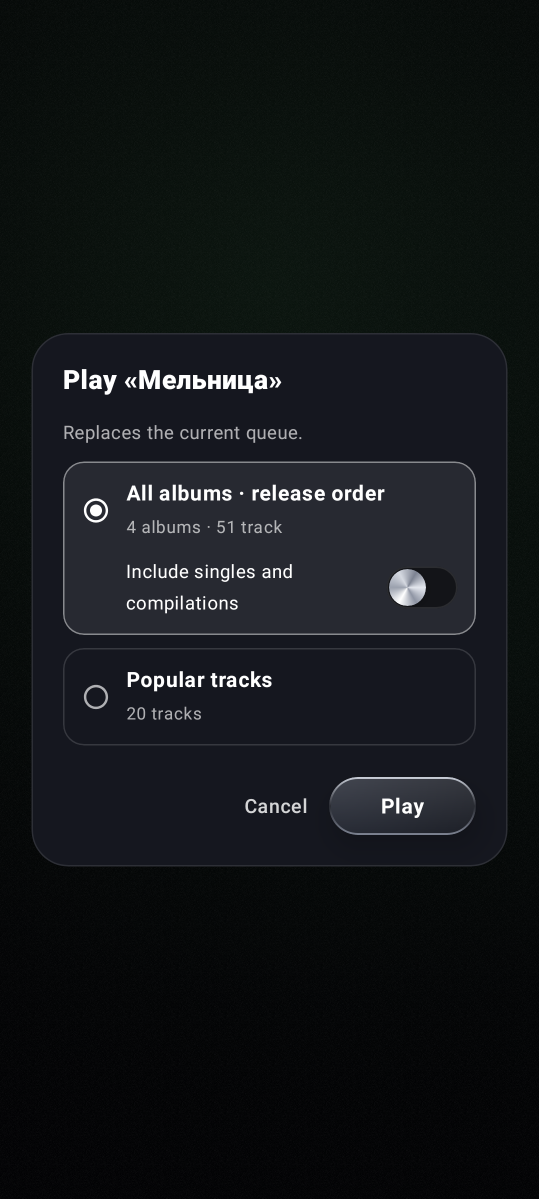 Play «Мельница»
Replaces the current queue.
All albums · release order
4 albums · 51 track
Include singles and
compilations
Popular tracks
20 tracks
Cancel
Play